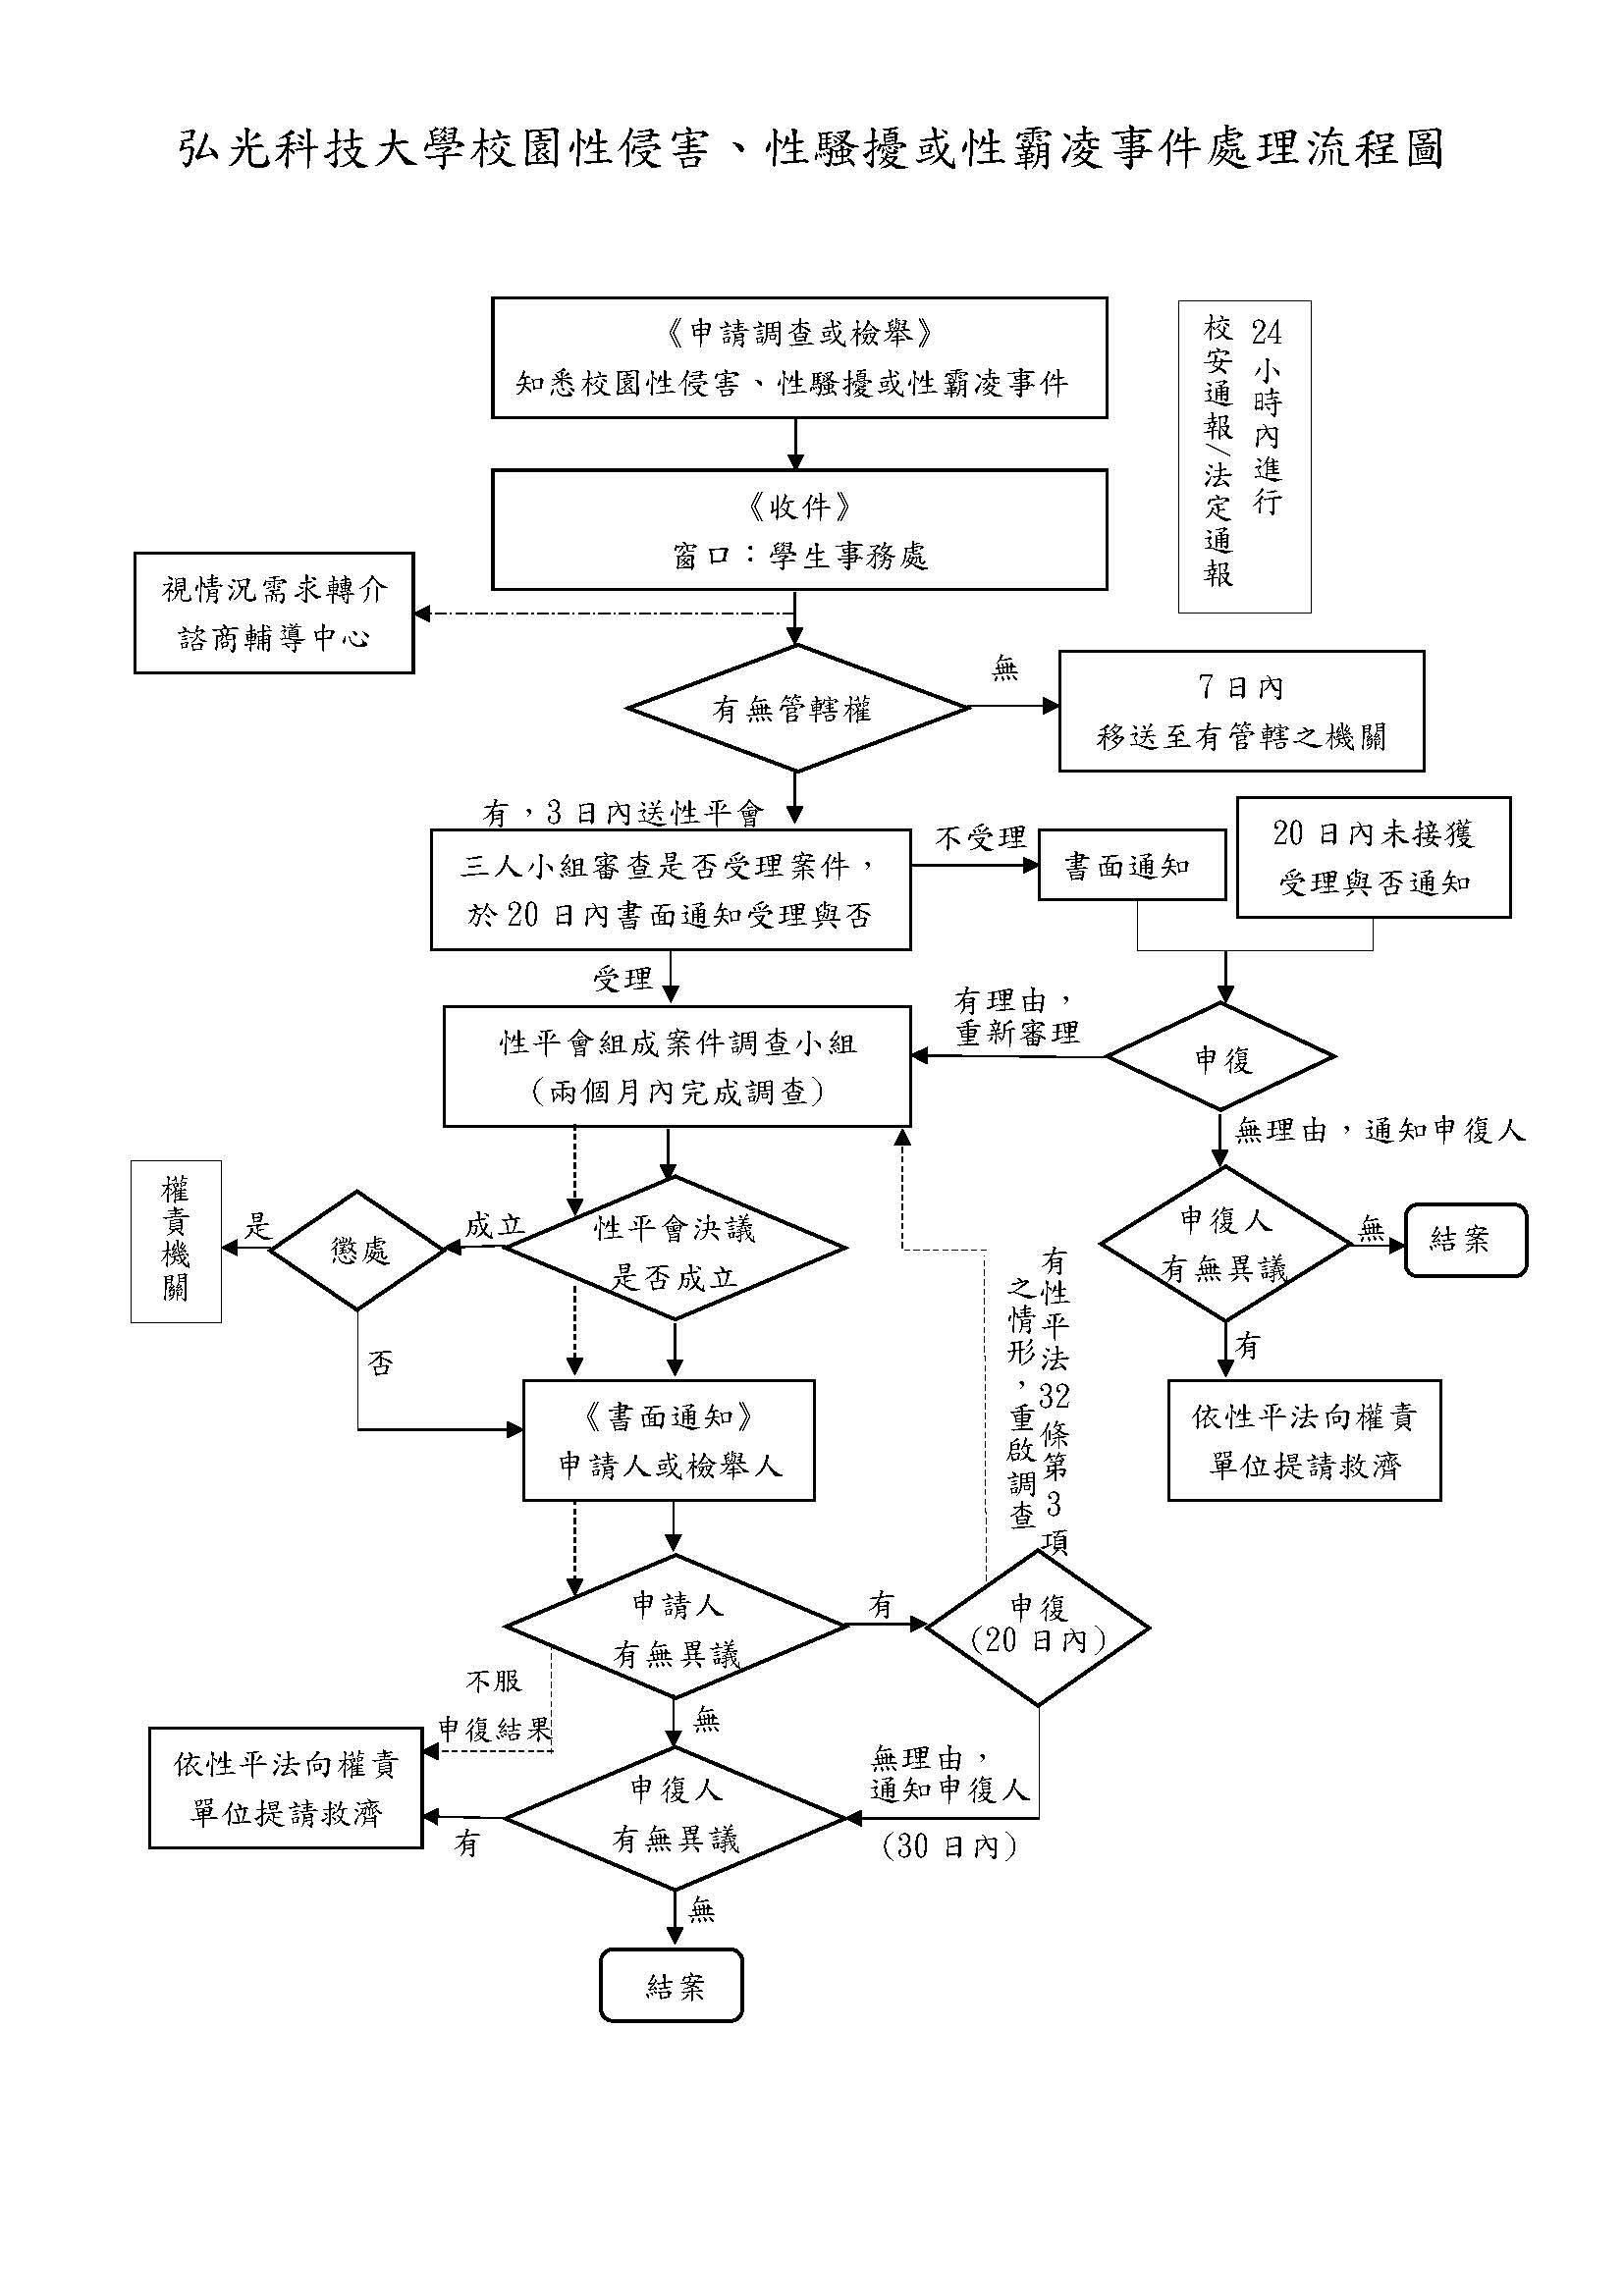 弘光科技大學校園性侵害、性騷擾或性霸凌事件處理流程圖
《申請調查或檢舉》
知悉校園性侵害、性騷擾或性霸凌事件
24小時內進行
校安通報/法定通報
《收件》
窗口：學生事務處
視情況需求轉介
諮商輔導中心
有無管轄權
無
7日內
移送至有管轄之機關
有，3日內送性平會
三人小組審查是否受理案件，
於20日內書面通知受理與否
不受理
書面通知
20日內未接獲
受理與否通知
受理
性平會組成案件調查小組
(兩個月內完成調查)
有理由，
重新審理
申復
無理由，通知申復人
申復人
有無異議
無
結案
有
依性平法向權責
單位提請救濟
性平會決議
是否成立
成立
懲處
是
權責機關
否
《書面通知》
申請人或檢舉人
有性平法32條第3項
之情形，重啟調查
申請人
有無異議
有
申復
(20日內)
不服
申復結果
無
無理由，
通知申復人
(30日內)
申復人
有無異議
有
依性平法向權責
單位提請救濟
無
結案